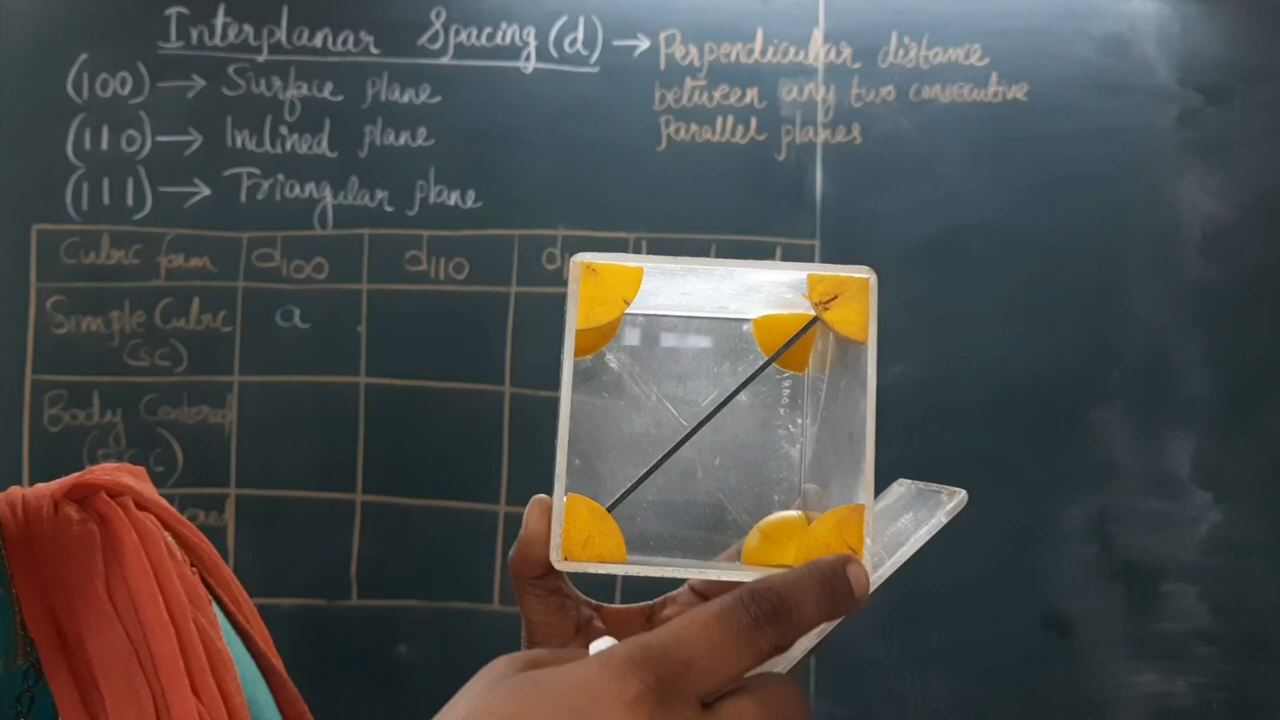 Interplanar Spacing (d) → Perpendicular distance
between any two consecutive
parallel planes
(100) → Surface plane
(110) → Inclined plane
(111) → Triangular plane
Cubic form d100 d110
Simple Cubic a
(SC)
Body Centered